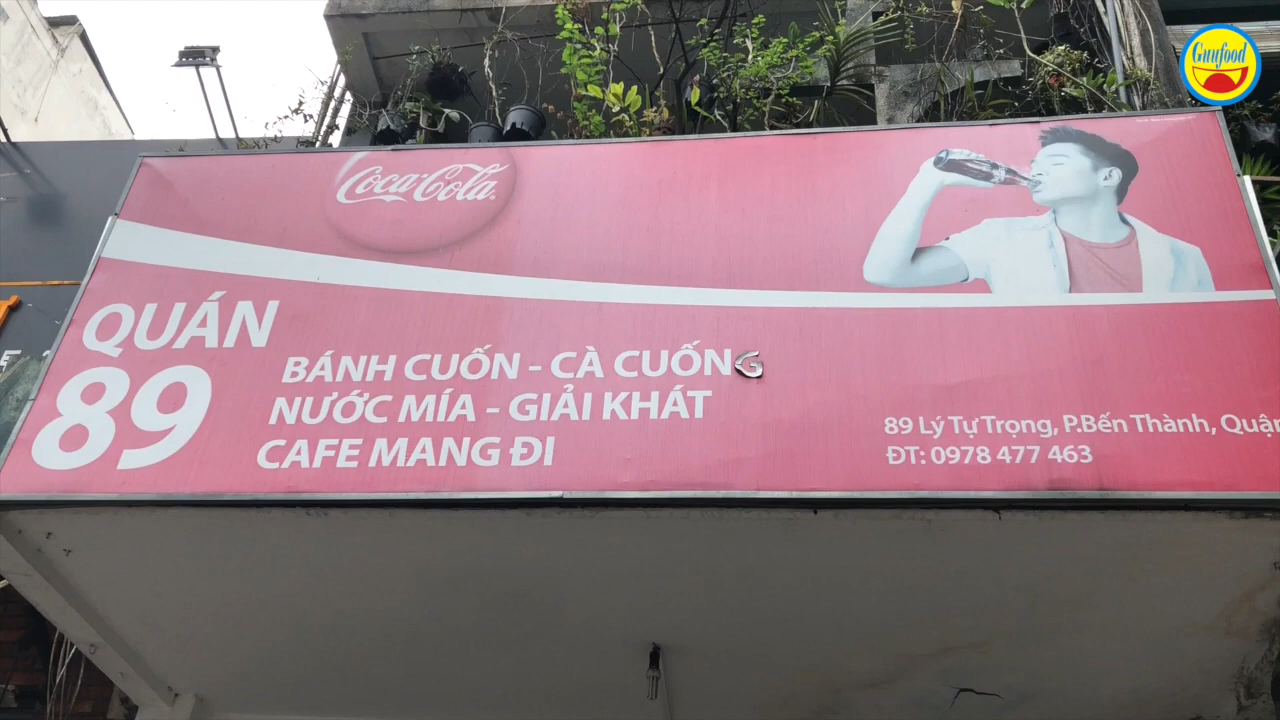 Gunfood
Coca-Cola
QUÁN
89
BÁNH CUỐN - CÀ CUỐNG
NƯỚC MÍA - GIẢI KHÁT
CAFE MANG ĐI
89 Lý Tự Trọng, P.Bến Thành, Quận
ĐT: 0978 477 463